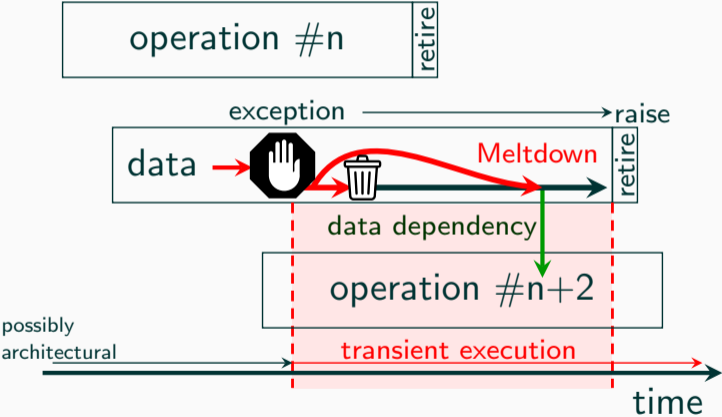 operation #n
retire
exception
raise
data
Meltdown
retire
data dependency
operation #n+2
possibly
architectural
transient execution
time